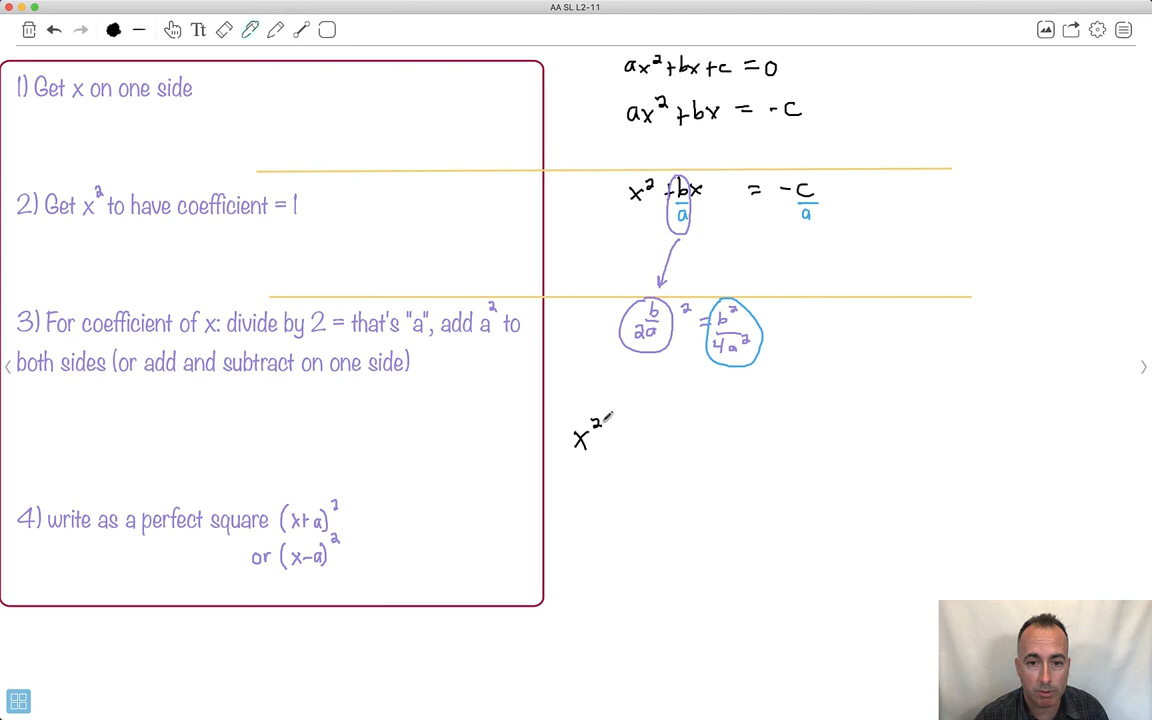 AA SL L2-11
Tt
1) Get x on one side
2) Get x² to have coefficient = 1
3) For coefficient of x: divide by 2 = that's "a", add a² to
both sides (or add and subtract on one side)
4) write as a perfect square (x+a)²
or (x-a)²
ax²+bx+c =0
ax²+bx = -c
x² + b/a x = -c/a
b/2a ² = b²/4a²
x²